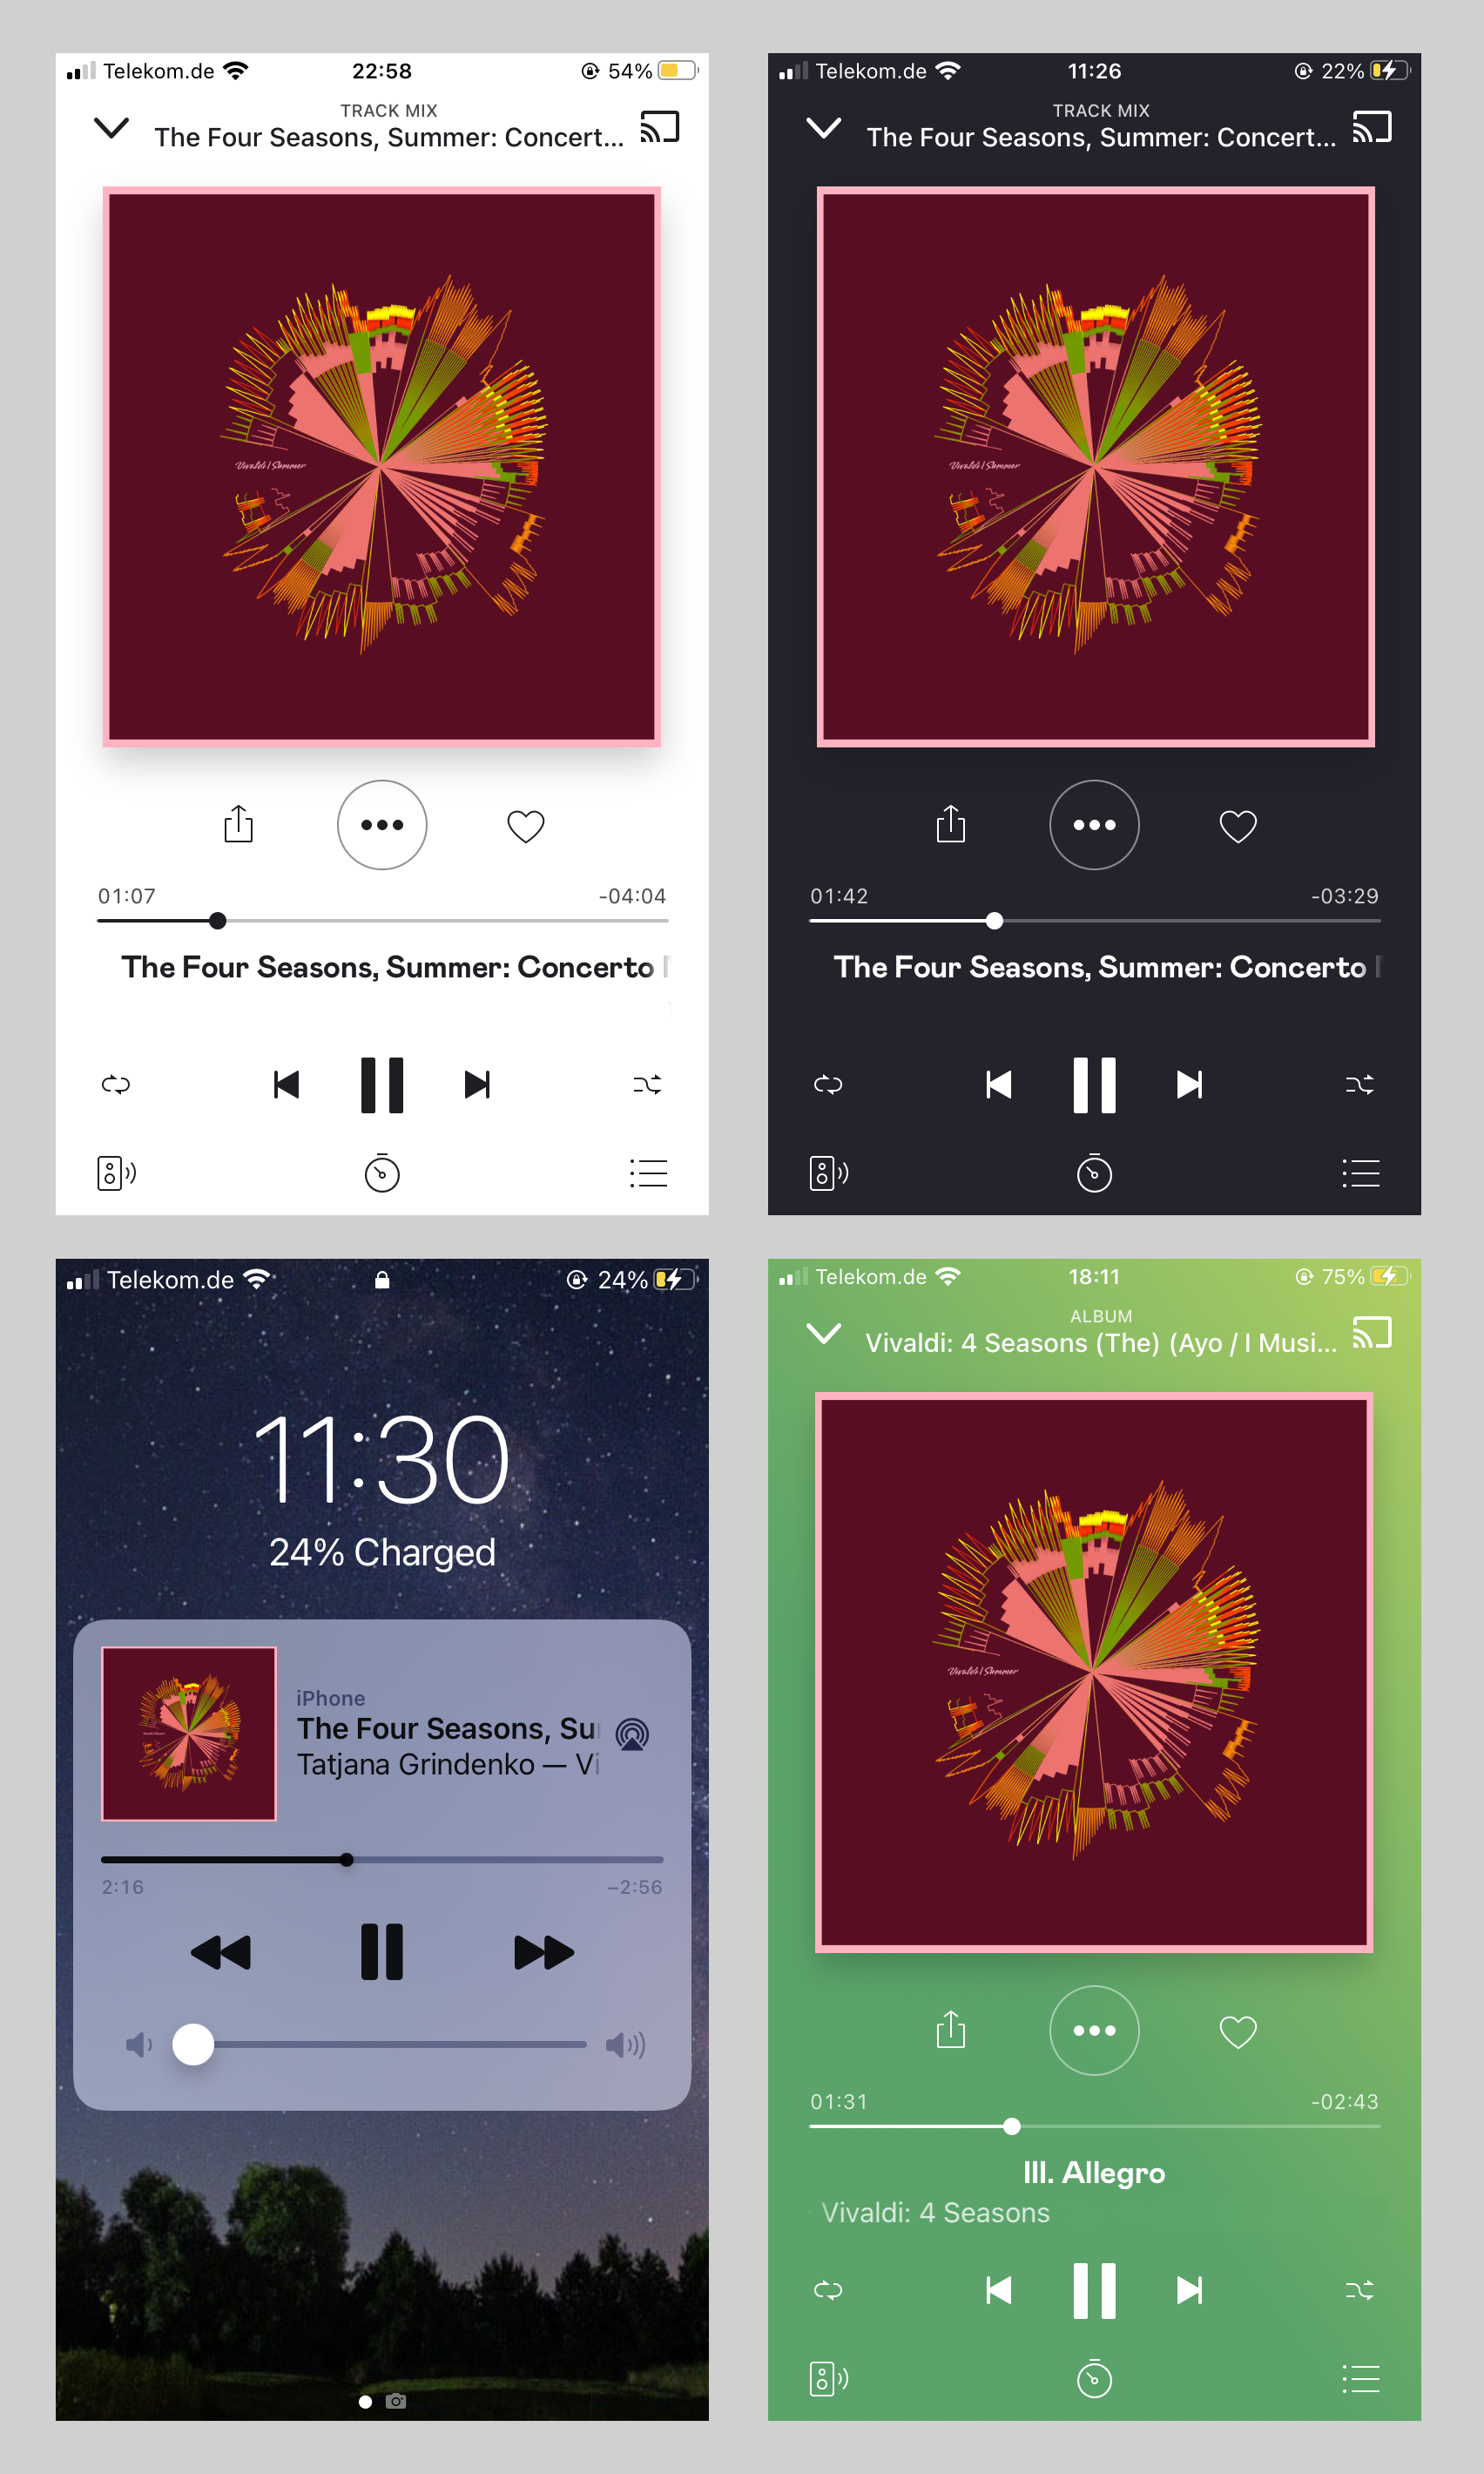 Telekom.de 22:58 54%
TRACK MIX
The Four Seasons, Summer: Concert...
Vivaldi / Summer
01:07 -04:04
The Four Seasons, Summer: Concerto
Telekom.de 11:26 22%
TRACK MIX
The Four Seasons, Summer: Concert...
Vivaldi / Summer
01:42 -03:29
The Four Seasons, Summer: Concerto
Telekom.de 24%
11:30
24% Charged
iPhone
The Four Seasons, Su
Tatjana Grindenko — Vi
2:16 –2:56
Telekom.de 18:11 75%
ALBUM
Vivaldi: 4 Seasons (The) (Ayo / I Musi...
Vivaldi / Summer
01:31 -02:43
III. Allegro
Vivaldi: 4 Seasons